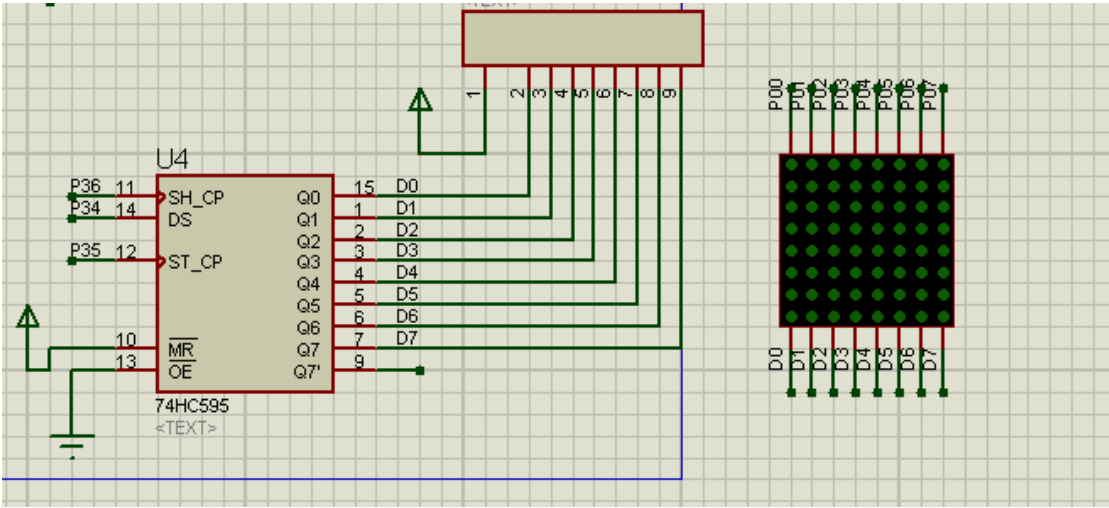 <TEXT>
1 2 3 4 5 6 7 8 9
U4
P36 11 SH_CP Q0 15 D0
P34 14 DS Q1 1 D1
Q2 2 D2
P35 12 ST_CP Q3 3 D3
Q4 4 D4
Q5 5 D5
Q6 6 D6
10 MR Q7 7 D7
13 OE Q7' 9
74HC595
<TEXT>
P00 P01 P02 P03 P04 P05 P06 P07
D0 D1 D2 D3 D4 D5 D6 D7